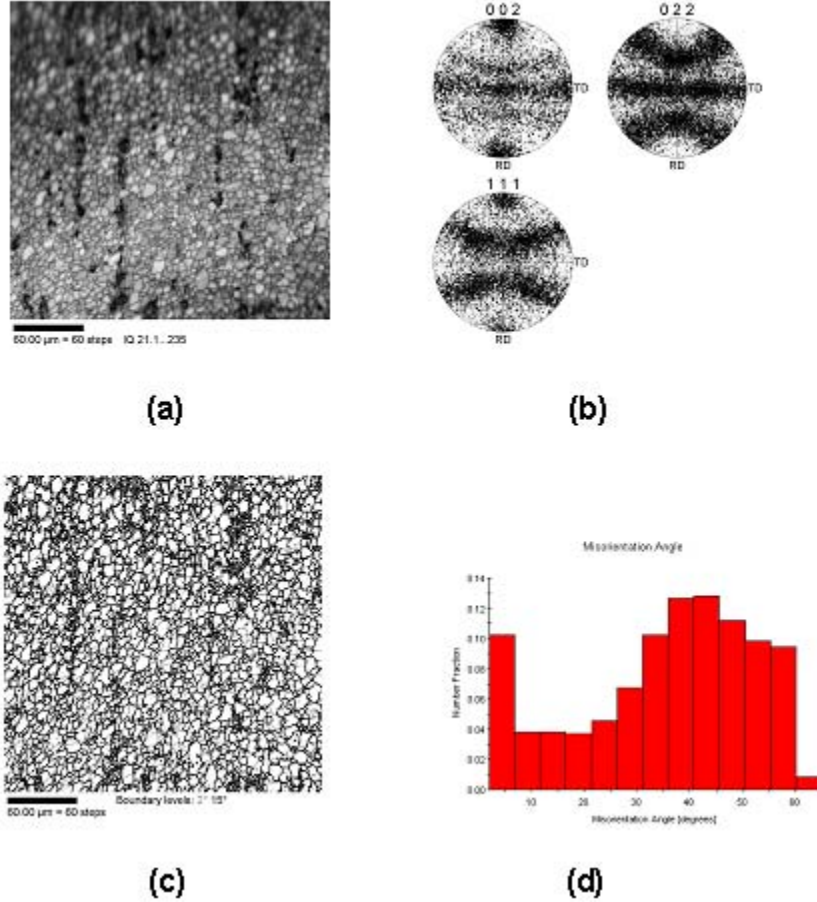 0 0 2
TD
RD
0 2 2
TD
RD
1 1 1
TD
RD
60.00 µm = 60 steps IQ 21.1...235
(a)
(b)
Boundary levels: 2° 15°
60.00 µm = 60 steps
(c)
Misorientation Angle
0.14
0.12
0.10
0.08
0.06
0.04
0.02
0.00
Number Fraction
10 20 30 40 50 60
Misorientation Angle [degrees]
(d)